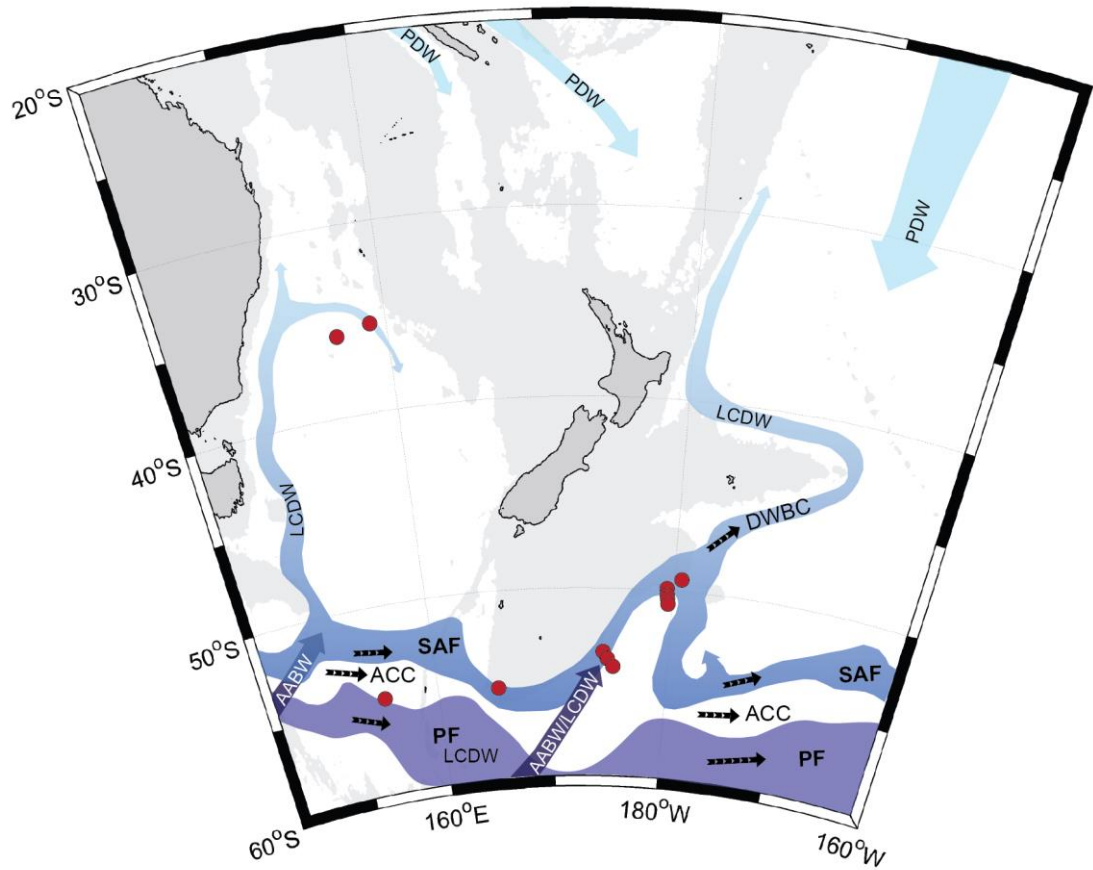 PDW
PDW
PDW
20°S
30°S
40°S
50°S
60°S
LCDW
LCDW
DWBC
AABW
SAF
ACC
PF
LCDW
AABW/LCDW
SAF
ACC
PF
160°E
180°W
160°W